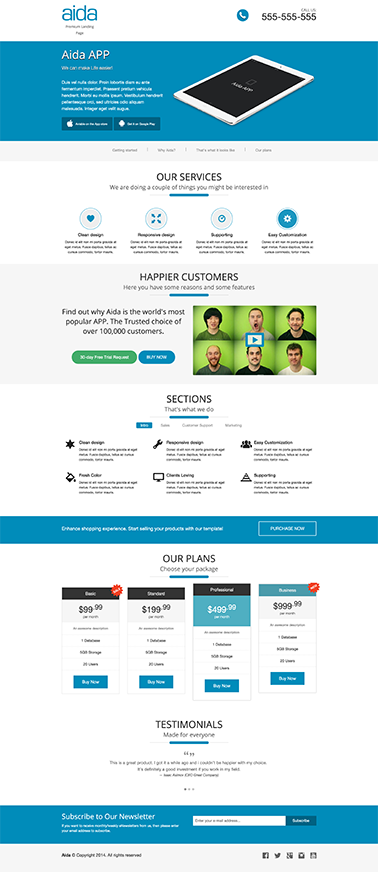 aida
Premium Landing
Page
CALL US
555-555-555
Aida APP
We can make Life easier!
Duis vel nulla dolor. Proin lobortis diam eu ante
fermentum imperdiet. Praesent pretium vehicula
hendrerit. Morbi eu mollis ipsum. Vestibulum hendrerit
pellentesque orci, sed ultricies odio aliquam
malesuada. Integer eget velit augue.
Available on the App store
Get it on Google Play
Aida APP
Getting started
Why Aida?
That's what it looks like
Our plans
OUR SERVICES
We are doing a couple of things you might be interested in
Clean design
Responsive design
Supporting
Easy Customization
Donec id elit non mi porta gravida at
eget metus. Fusce dapibus, tellus ac
cursus commodo, tortor mauris.
Donec id elit non mi porta gravida at
eget metus. Fusce dapibus, tellus ac
cursus commodo, tortor mauris.
Donec id elit non mi porta gravida at
eget metus. Fusce dapibus, tellus ac
cursus commodo, tortor mauris.
Donec id elit non mi porta gravida at
eget metus. Fusce dapibus, tellus ac
cursus commodo, tortor mauris.
HAPPIER CUSTOMERS
Here you have some reasons and some features
Find out why Aida is the world's most
popular APP. The Trusted choice of
over 100,000 customers.
30-day Free Trial Request
BUY NOW
SECTIONS
That's what we do
Intro
Sales
Customer Support
Marketing
Clean design
Donec id elit non mi porta gravida at eget
metus. Fusce dapibus, tellus ac cursus
commodo, tortor mauris.
Responsive design
Donec id elit non mi porta gravida at eget
metus. Fusce dapibus, tellus ac cursus
commodo, tortor mauris.
Easy Customization
Donec id elit non mi porta gravida at eget
metus. Fusce dapibus, tellus ac cursus
commodo, tortor mauris.
Fresh Color
Donec id elit non mi porta gravida at eget
metus. Fusce dapibus, tellus ac cursus
commodo, tortor mauris.
Clients Loving
Donec id elit non mi porta gravida at eget
metus. Fusce dapibus, tellus ac cursus
commodo, tortor mauris.
Supporting
Donec id elit non mi porta gravida at eget
metus. Fusce dapibus, tellus ac cursus
commodo, tortor mauris.
Enhance shopping experience. Start selling your products with our template!
PURCHASE NOW
OUR PLANS
Choose your package
Basic
$99.99
per month
An awesome description
1 Database
5GB Storage
20 Users
Buy Now
Standard
$199.99
per month
An awesome description
1 Database
5GB Storage
20 Users
Buy Now
Professional
$499.99
per month
An awesome description
1 Database
5GB Storage
20 Users
Buy Now
Business
$999.99
per month
An awesome description
1 Database
5GB Storage
20 Users
Buy Now
TESTIMONIALS
Made for everyone
“ ”
This is a great product, I got it a while ago and I couldn't be happier with my choice.
It's definitely a good investment if you work in my field.
Subscribe to Our Newsletter
If you want to receive monthly/weekly eNewsletters from us, then please enter
your email address to subscribe.
Enter your e-mail address...
Subscribe
Aida © Copyright 2014. All rights reserved